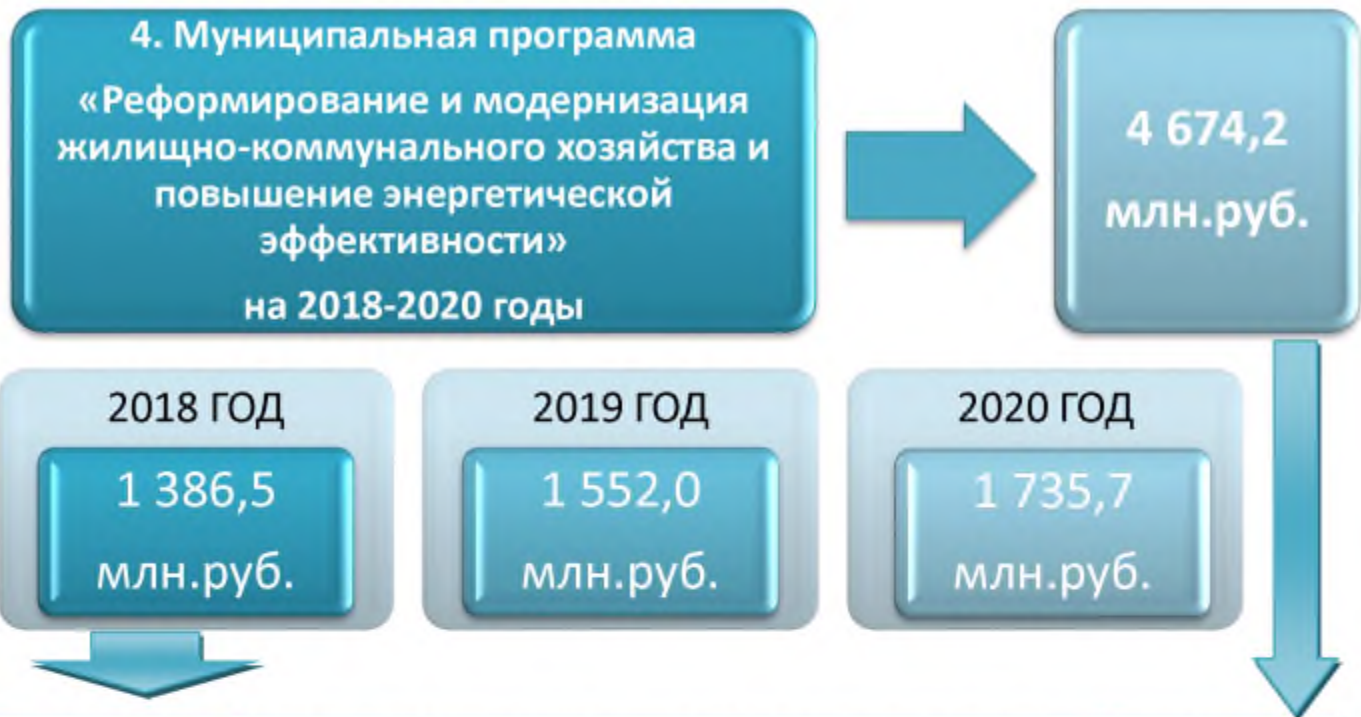 4. Муниципальная программа
«Реформирование и модернизация
жилищно-коммунального хозяйства и
повышение энергетической
эффективности»
на 2018-2020 годы
4 674,2
млн.руб.
2018 ГОД
1 386,5
млн.руб.
2019 ГОД
1 552,0
млн.руб.
2020 ГОД
1 735,7
млн.руб.